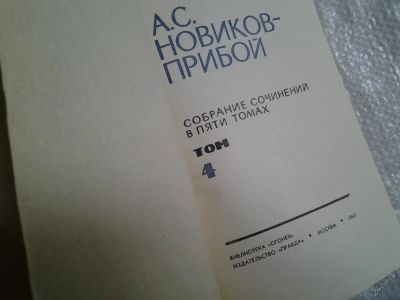 А.С.
НОВИКОВ-
ПРИБОЙ
СОБРАНИЕ СОЧИНЕНИЙ
В ПЯТИ ТОМАХ
ТОМ
4
БИБЛИОТЕКА «ОГОНЕК»
ИЗДАТЕЛЬСТВО «ПРАВДА» • МОСКВА •